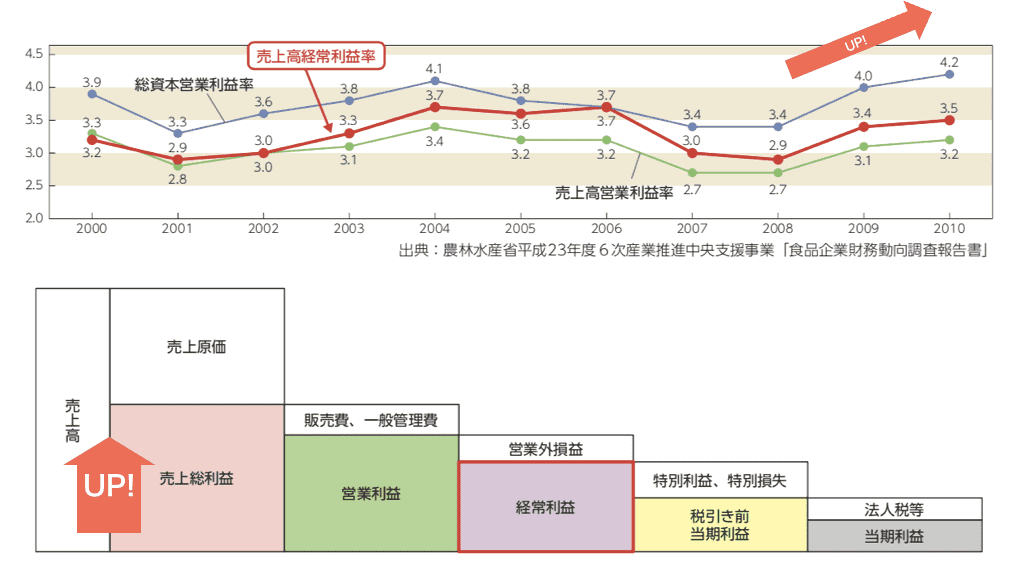 UP!
売上高経常利益率
総資本営業利益率
4.5
4.0
3.5
3.0
2.5
2.0
3.9
3.3
3.6
3.8
4.1
3.8
3.7
3.4
3.4
4.0
4.2
3.3
2.9
3.0
3.3
3.7
3.6
3.7
3.0
2.9
3.4
3.5
3.2
2.8
3.0
3.1
3.4
3.2
3.2
2.7
2.7
3.1
3.2
売上高営業利益率
2000 2001 2002 2003 2004 2005 2006 2007 2008 2009 2010
出典：農林水産省平成23年度６次産業推進中央支援事業「食品企業財務動向調査報告書」
売上高
UP!
売上原価
売上総利益
販売費、一般管理費
営業利益
営業外損益
経常利益
特別利益、特別損失
税引き前
当期利益
法人税等
当期利益